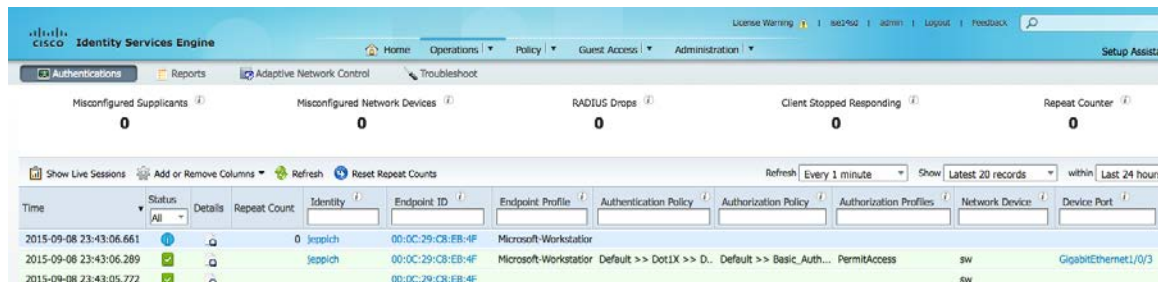 License Warning | ise24sd | admin | Logout | Feedback
cisco Identity Services Engine
Home Operations Policy Guest Access Administration
Setup Assista
Authentications Reports Adaptive Network Control Troubleshoot
Misconfigured Supplicants Misconfigured Network Devices RADIUS Drops Client Stopped Responding Repeat Counter
0 0 0 0 0
Show Live Sessions Add or Remove Columns Refresh Reset Repeat Counts Refresh Every 1 minute Show Latest 20 records within Last 24 hours
Time Status Details Repeat Count Identity Endpoint ID Endpoint Profile Authentication Policy Authorization Policy Authorization Profiles Network Device Device Port
All
2015-09-08 23:43:06.661 0 jeppich 00:0C:29:C8:EB:4F Microsoft-Workstation
2015-09-08 23:43:06.289 jeppich 00:0C:29:C8:EB:4F Microsoft-Workstation Default >> Dot1X >> D.. Default >> Basic_Auth... PermitAccess sw GigabitEthernet1/0/3
2015-09-08 23:43:05.772 00:0C:29:C8:EB:4F sw